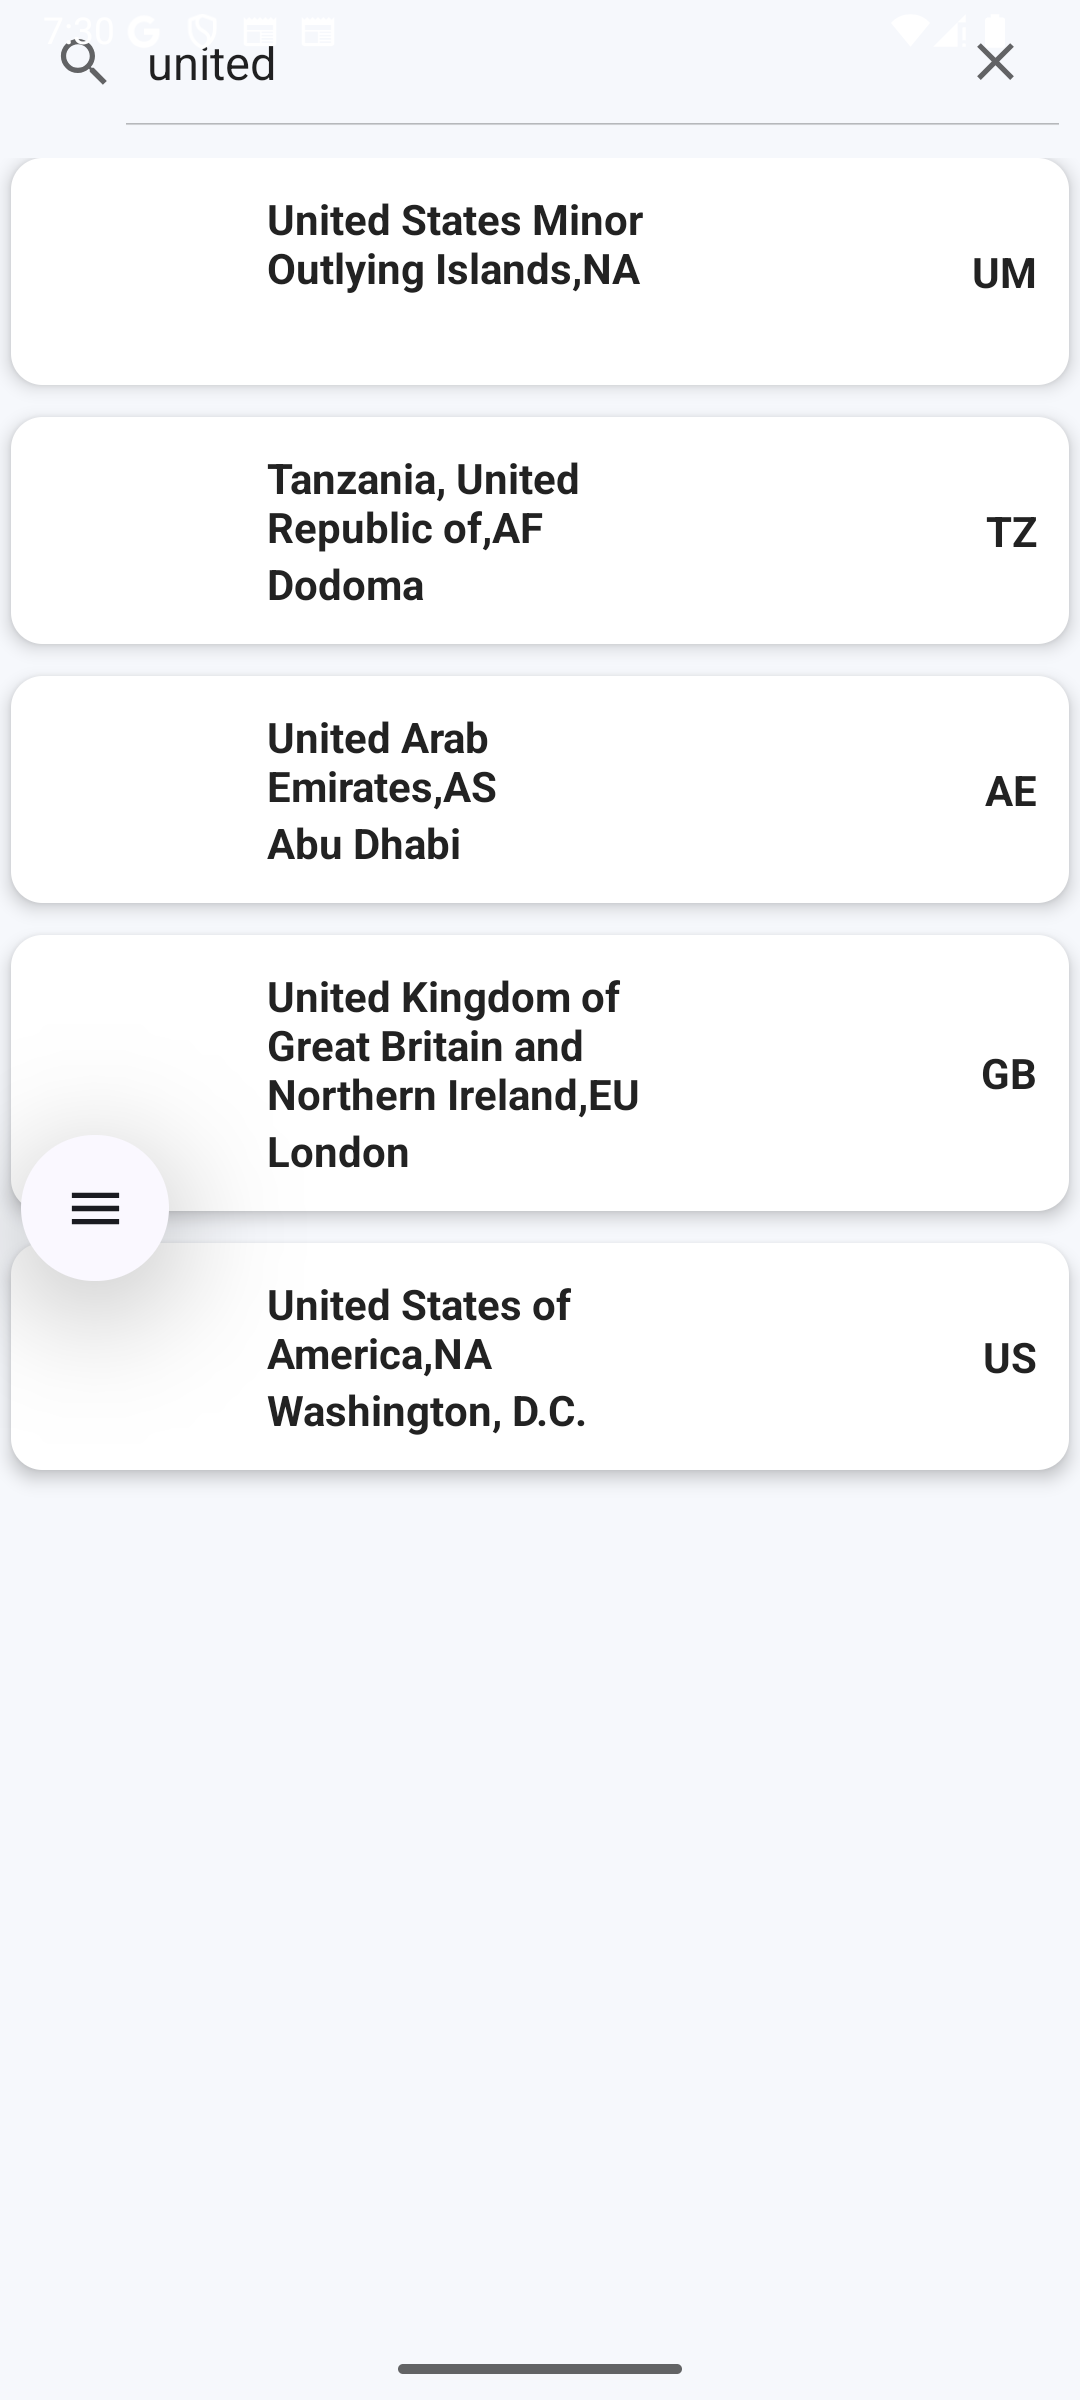 7:30
united
United States Minor
Outlying Islands,NA
UM
Tanzania, United
Republic of,AF
Dodoma
TZ
United Arab
Emirates,AS
Abu Dhabi
AE
United Kingdom of
Great Britain and
Northern Ireland,EU
London
GB
United States of
America,NA
Washington, D.C.
US